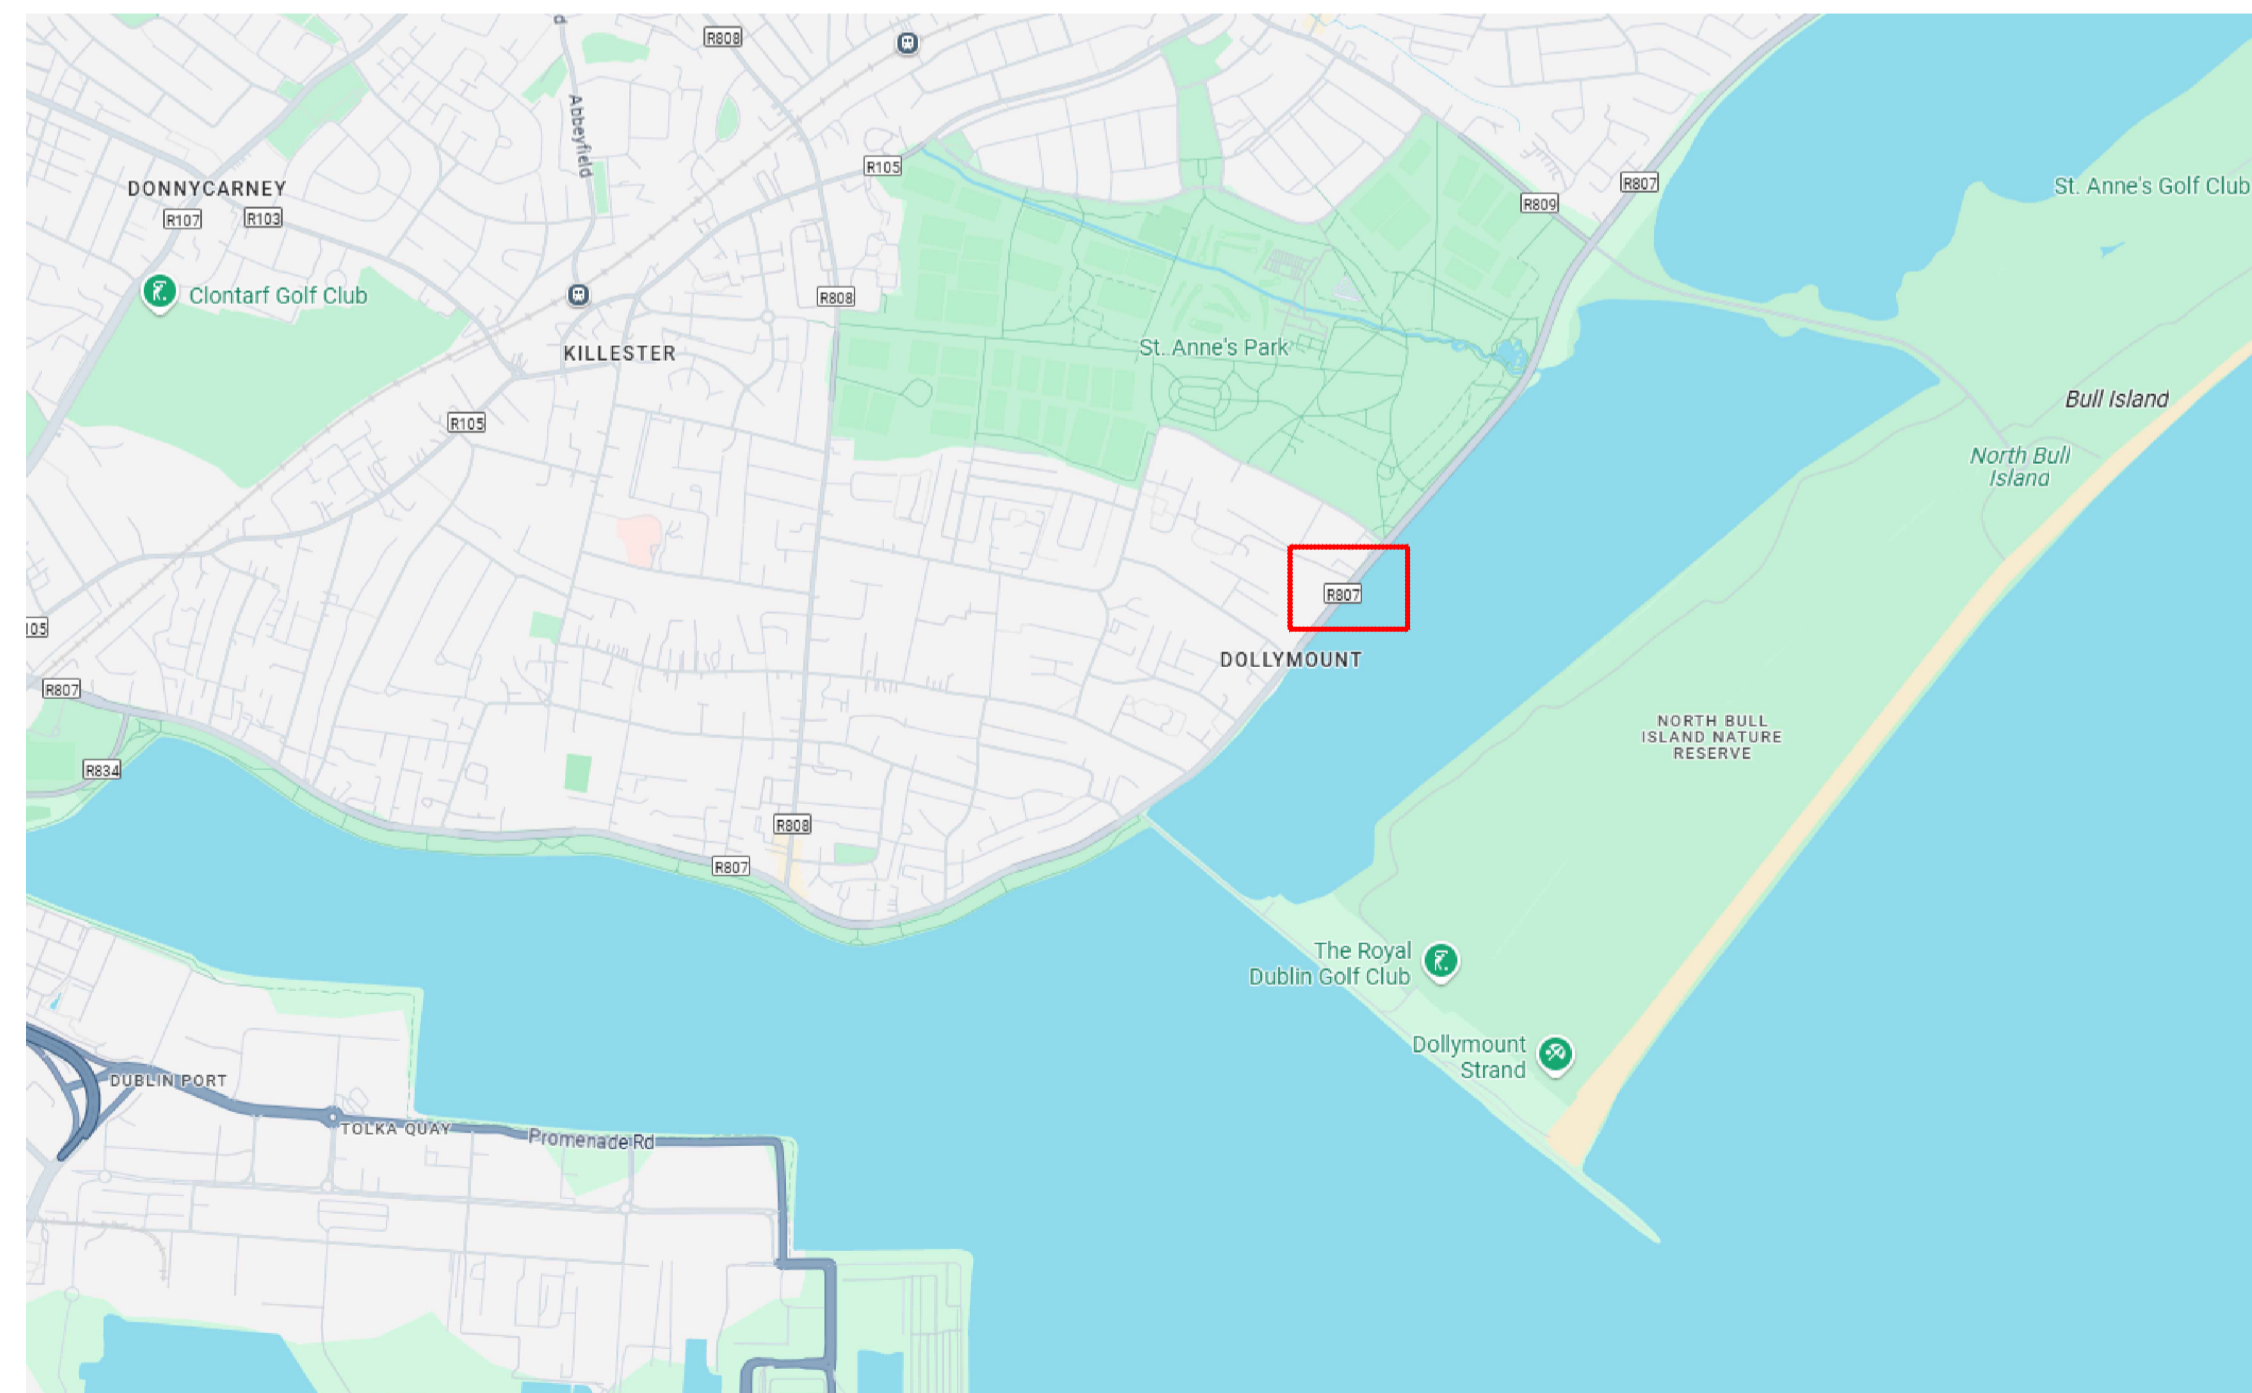 R808
Abbeyfield
R105
DONNYCARNEY
R107
R103
R807
R809
St. Anne's Golf Club
Clontarf Golf Club
R808
KILLESTER
St. Anne's Park
Bull Island
R105
North Bull
Island
R807
DOLLYMOUNT
R807
NORTH BULL
ISLAND NATURE
RESERVE
R834
R808
R807
The Royal
Dublin Golf Club
Dollymount
Strand
DUBLIN PORT
TOLKA QUAY
Promenade Rd